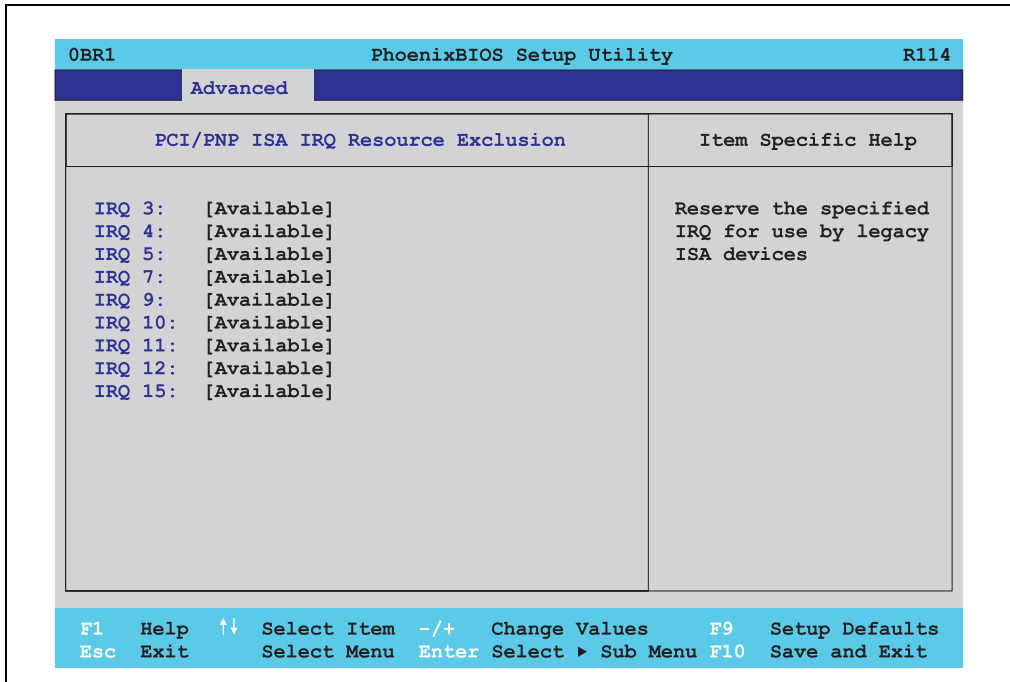 0BR1 PhoenixBIOS Setup Utility R114
Advanced
PCI/PNP ISA IRQ Resource Exclusion
Item Specific Help
IRQ 3: [Available]
IRQ 4: [Available]
IRQ 5: [Available]
IRQ 7: [Available]
IRQ 9: [Available]
IRQ 10: [Available]
IRQ 11: [Available]
IRQ 12: [Available]
IRQ 15: [Available]
Reserve the specified
IRQ for use by legacy
ISA devices
F1 Help ↑↓ Select Item -/+ Change Values F9 Setup Defaults
Esc Exit Select Menu Enter Select ▶ Sub Menu F10 Save and Exit